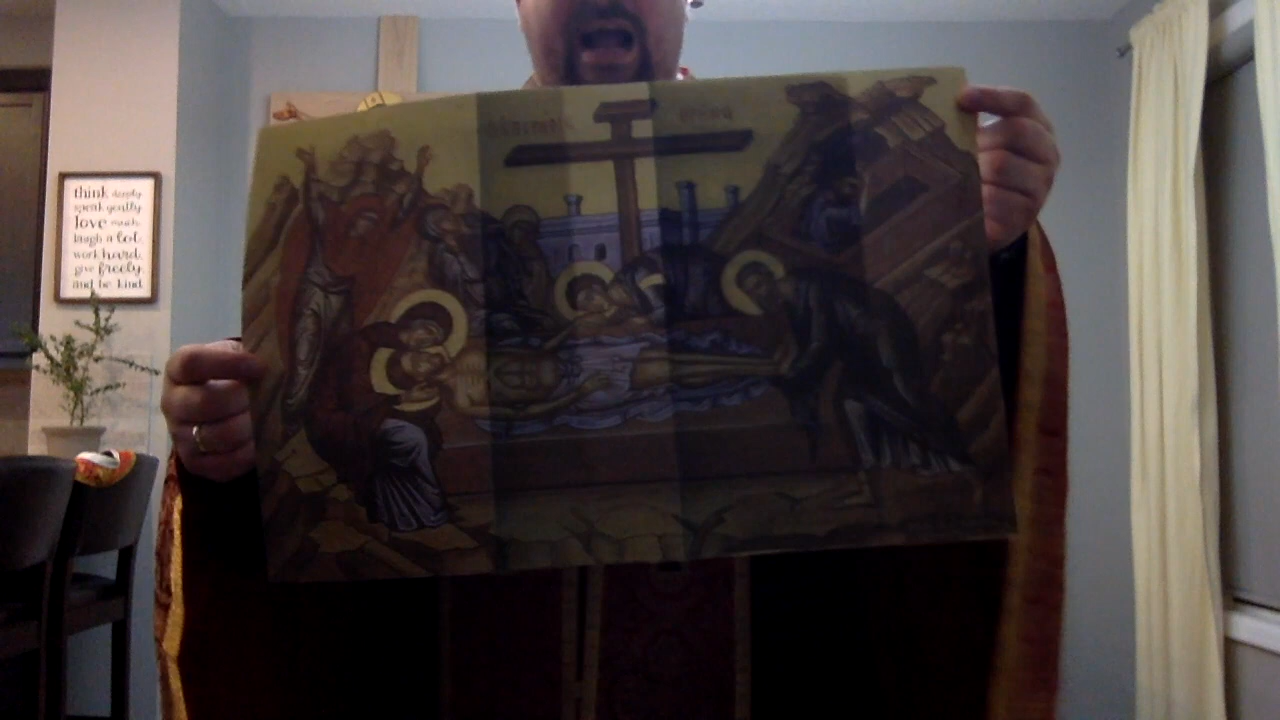 think deeply
speak gently
love much
laugh a lot
work hard
give freely
and be kind